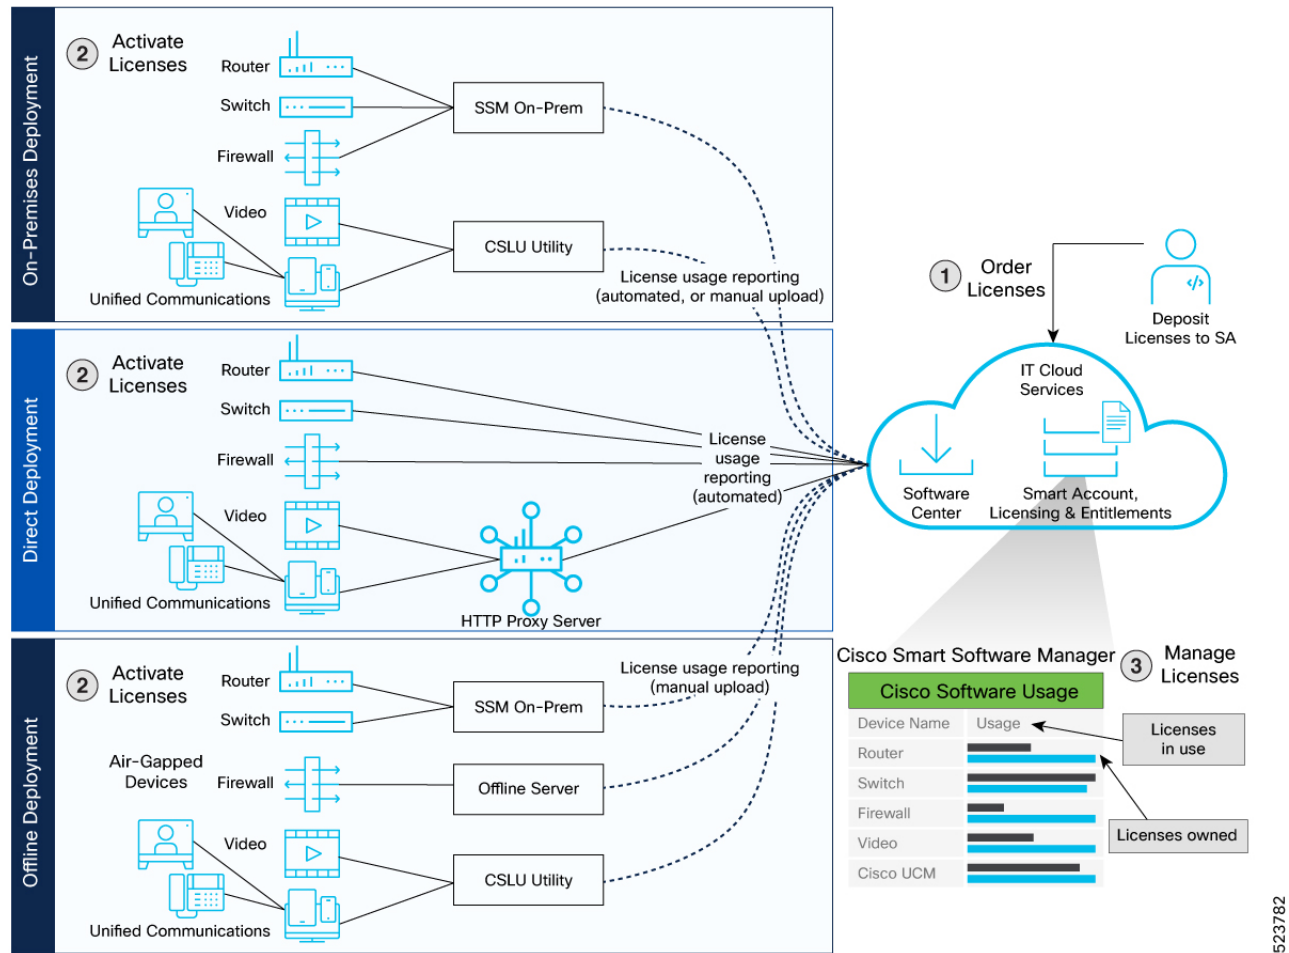 On-Premises Deployment
2
Activate
Licenses
Router
Switch
Firewall
Video
Unified Communications
SSM On-Prem
CSLU Utility
License usage reporting
(automated, or manual upload)
Direct Deployment
2
Activate
Licenses
Router
Switch
Firewall
Video
Unified Communications
HTTP Proxy Server
License
usage
reporting
(automated)
Offline Deployment
2
Activate
Licenses
Router
Switch
Air-Gapped
Devices
Firewall
Video
Unified Communications
SSM On-Prem
Offline Server
CSLU Utility
License usage reporting
(manual upload)
1
Order
Licenses
Deposit
Licenses to SA
</>
IT Cloud
Services
Software
Center
Smart Account,
Licensing & Entitlements
Cisco Smart Software Manager
3
Manage
Licenses
Cisco Software Usage
Device Name Usage
Router
Switch
Firewall
Video
Cisco UCM
Licenses
in use
Licenses owned
523782